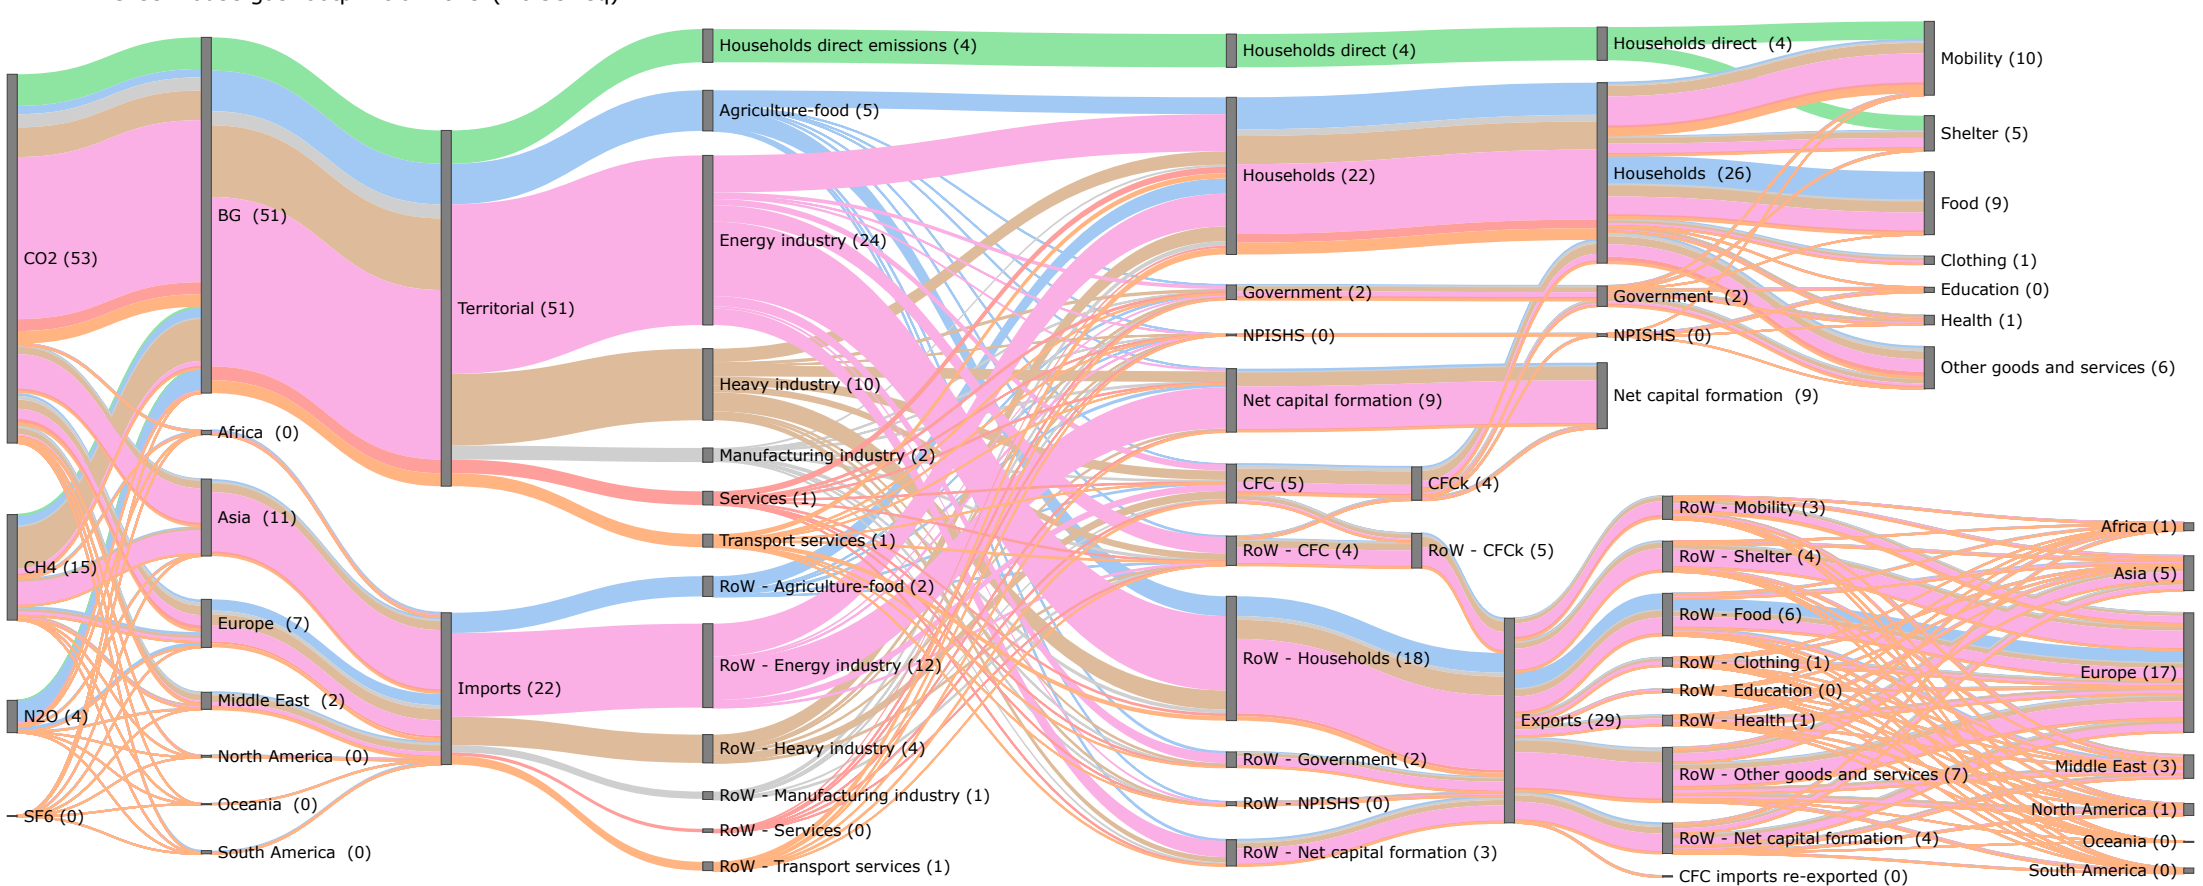 CO2 (53)
CH4 (15)
N2O (4)
SF6 (0)
BG (51)
Africa (0)
Asia (11)
Europe (7)
Middle East (2)
North America (0)
Oceania (0)
South America (0)
Territorial (51)
Imports (22)
Households direct emissions (4)
Agriculture-food (5)
Energy industry (24)
Heavy industry (10)
Manufacturing industry (2)
Services (1)
Transport services (1)
RoW - Agriculture-food (2)
RoW - Energy industry (12)
RoW - Heavy industry (4)
RoW - Manufacturing industry (1)
RoW - Services (0)
RoW - Transport services (1)
Households direct (4)
Households (22)
Government (2)
NPISHS (0)
Net capital formation (9)
CFC (5)
RoW - CFC (4)
RoW - Households (18)
RoW - Government (2)
RoW - NPISHS (0)
RoW - Net capital formation (3)
CFCk (4)
RoW - CFCk (5)
Exports (29)
Households direct (4)
Households (26)
Government (2)
NPISHS (0)
Net capital formation (9)
RoW - Mobility (3)
RoW - Shelter (4)
RoW - Food (6)
RoW - Clothing (1)
RoW - Education (0)
RoW - Health (1)
RoW - Other goods and services (7)
RoW - Net capital formation (4)
CFC imports re-exported (0)
Mobility (10)
Shelter (5)
Food (9)
Clothing (1)
Education (0)
Health (1)
Other goods and services (6)
Africa (1)
Asia (5)
Europe (17)
Middle East (3)
North America (1)
Oceania (0)
South America (0)